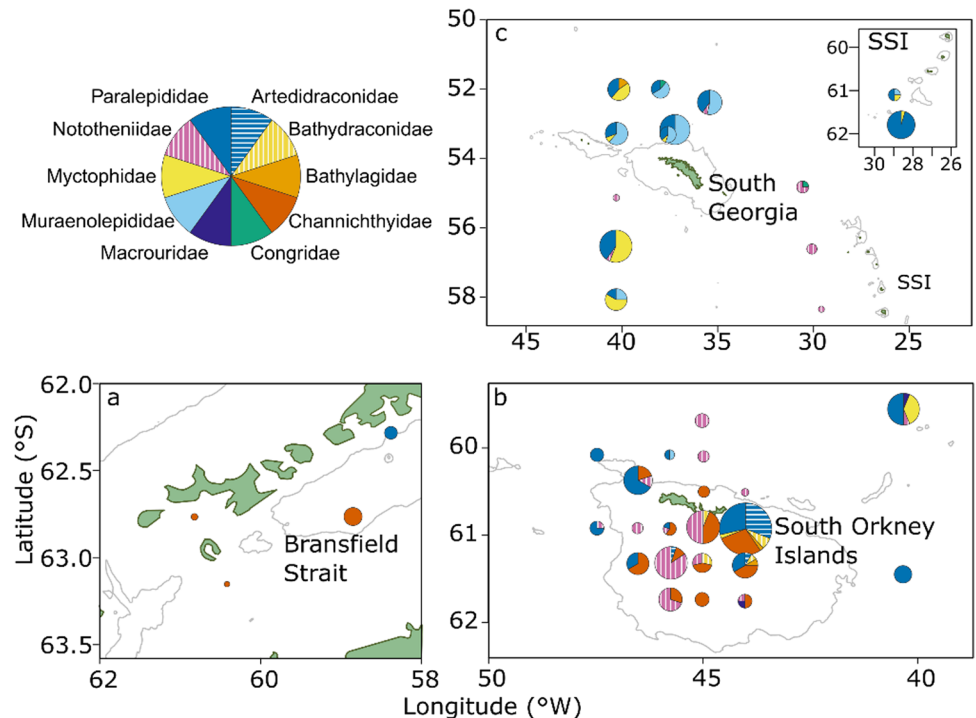 Paralepididae
Artedidraconidae
Nototheniidae
Bathydraconidae
Myctophidae
Bathylagidae
Muraenolepididae
Channichthyidae
Macrouridae
Congridae
c
50
52
54
56
58
45
40
35
30
25
South
Georgia
SSI
SSI
60
61
62
30
28
26
a
62.0
62.5
63.0
63.5
62
60
58
Bransfield
Strait
Latitude (°S)
b
60
61
62
50
45
40
South Orkney
Islands
Longitude (°W)